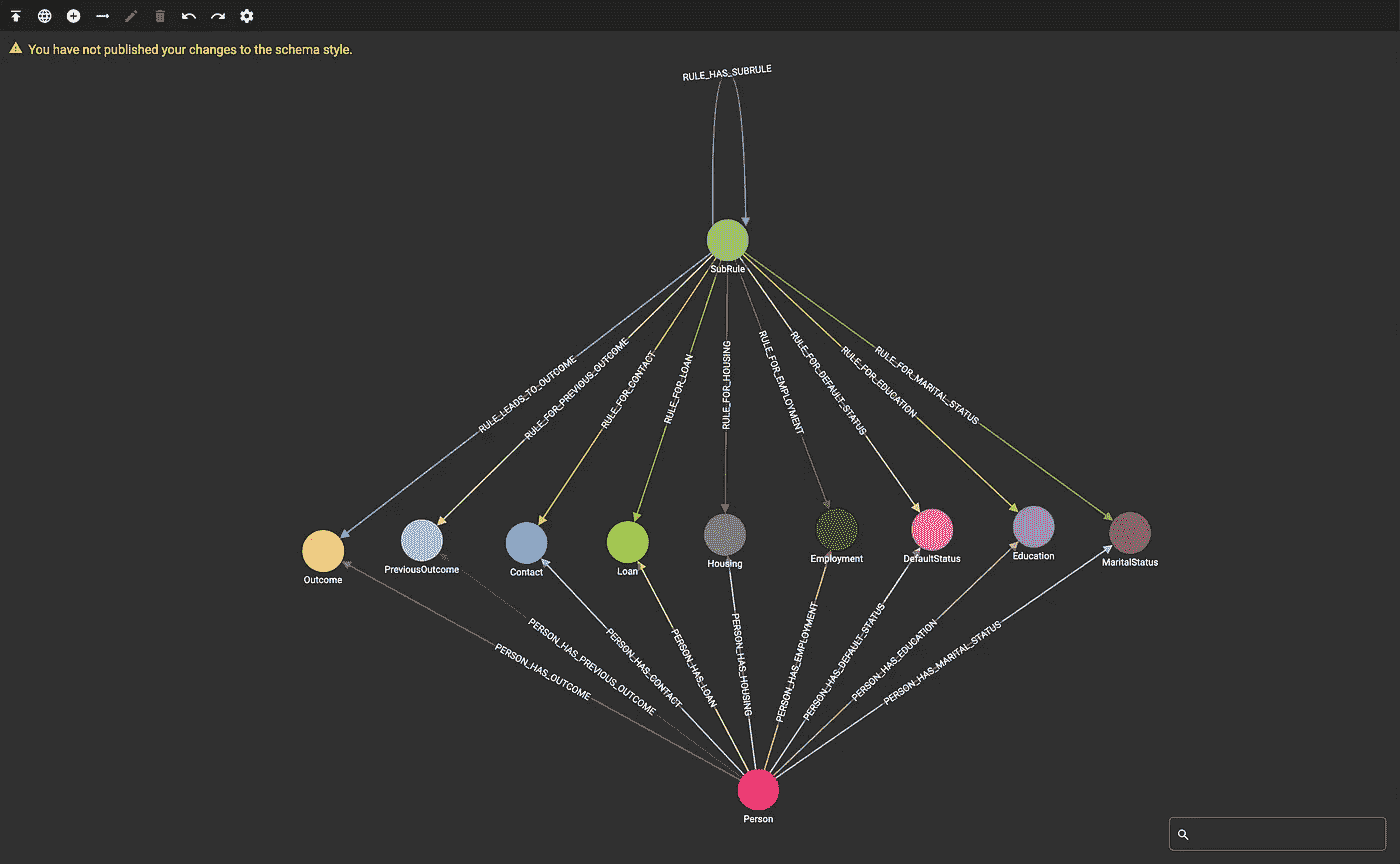 You have not published your changes to the schema style.
RULE_HAS_SUBRULE
SubRule
RULE_LEADS_TO_OUTCOME
RULE_FOR_PREVIOUS_OUTCOME
RULE_FOR_CONTACT
RULE_FOR_LOAN
RULE_FOR_HOUSING
RULE_FOR_EMPLOYMENT
RULE_FOR_DEFAULT_STATUS
RULE_FOR_EDUCATION
RULE_FOR_MARITAL_STATUS
Outcome
PreviousOutcome
Contact
Loan
Housing
Employment
DefaultStatus
Education
MaritalStatus
PERSON_HAS_OUTCOME
PERSON_HAS_PREVIOUS_OUTCOME
PERSON_HAS_CONTACT
PERSON_HAS_LOAN
PERSON_HAS_HOUSING
PERSON_HAS_EMPLOYMENT
PERSON_HAS_DEFAULT_STATUS
PERSON_HAS_EDUCATION
PERSON_HAS_MARITAL_STATUS
Person